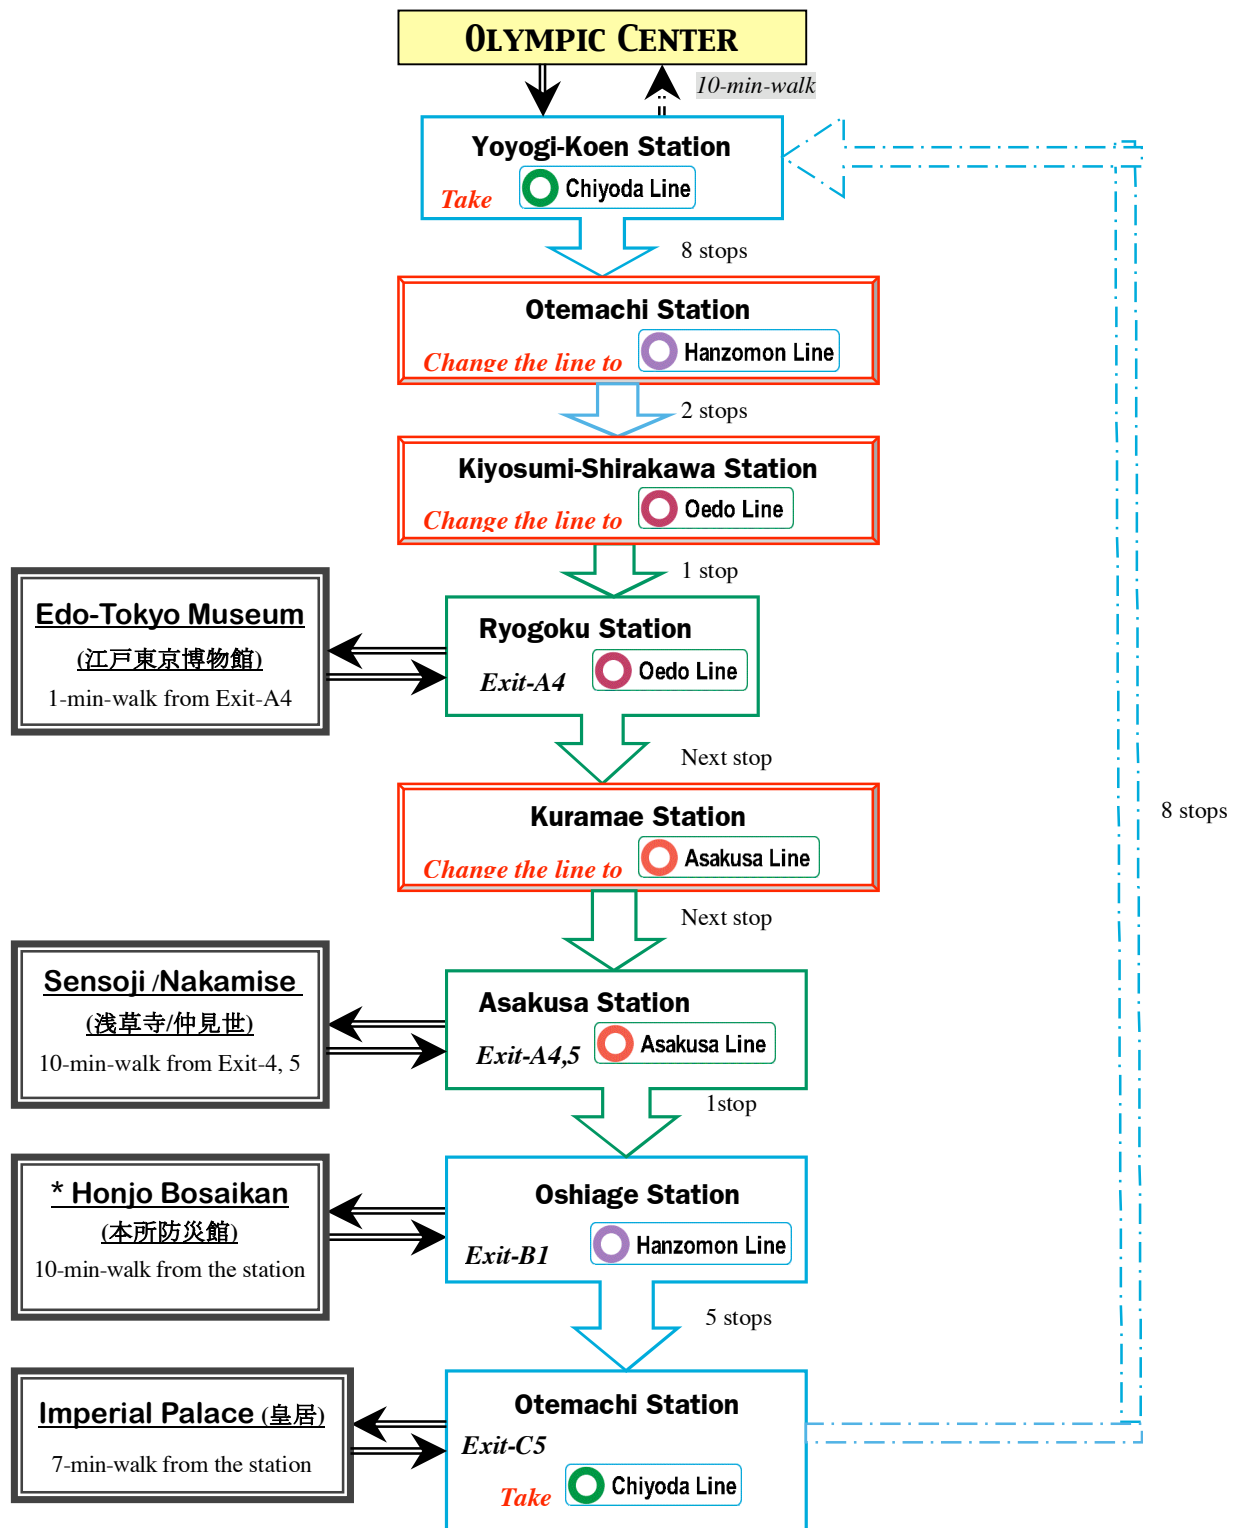 OLYMPIC CENTER
10-min-walk
Yoyogi-Koen Station
Take Chiyoda Line
8 stops
Otemachi Station
Change the line to Hanzomon Line
2 stops
Kiyosumi-Shirakawa Station
Change the line to Oedo Line
1 stop
Edo-Tokyo Museum
(江戸東京博物館)
1-min-walk from Exit-A4
Ryogoku Station
Exit-A4 Oedo Line
Next stop
8 stops
Kuramae Station
Change the line to Asakusa Line
Next stop
Sensoji /Nakamise
(浅草寺/仲見世)
10-min-walk from Exit-4, 5
Asakusa Station
Exit-A4,5 Asakusa Line
1stop
* Honjo Bosaikan
(本所防災館)
10-min-walk from the station
Oshiage Station
Exit-B1 Hanzomon Line
5 stops
Imperial Palace (皇居)
7-min-walk from the station
Otemachi Station
Exit-C5
Take Chiyoda Line